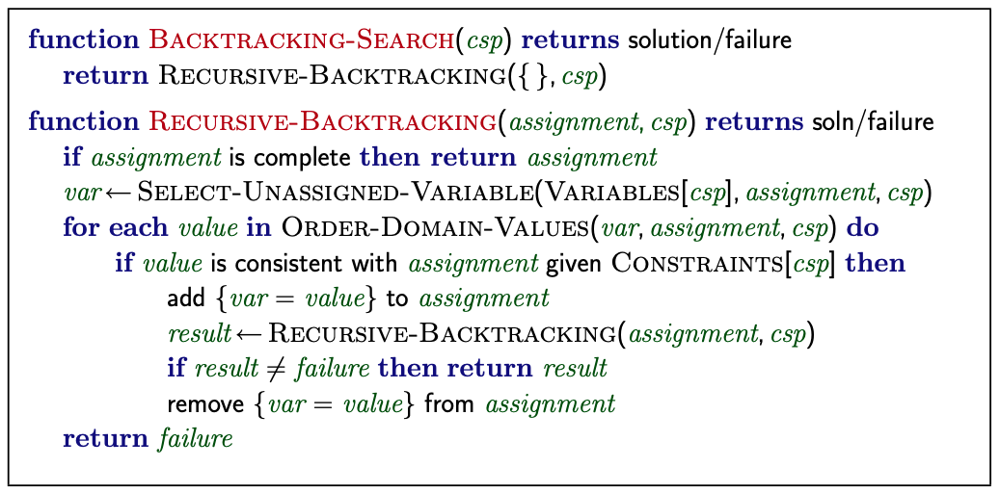 function BACKTRACKING-SEARCH(csp) returns solution/failure
return RECURSIVE-BACKTRACKING({ }, csp)
function RECURSIVE-BACKTRACKING(assignment, csp) returns soln/failure
if assignment is complete then return assignment
var ← SELECT-UNASSIGNED-VARIABLE(VARIABLES[csp], assignment, csp)
for each value in ORDER-DOMAIN-VALUES(var, assignment, csp) do
if value is consistent with assignment given CONSTRAINTS[csp] then
add {var = value} to assignment
result ← RECURSIVE-BACKTRACKING(assignment, csp)
if result ≠ failure then return result
remove {var = value} from assignment
return failure